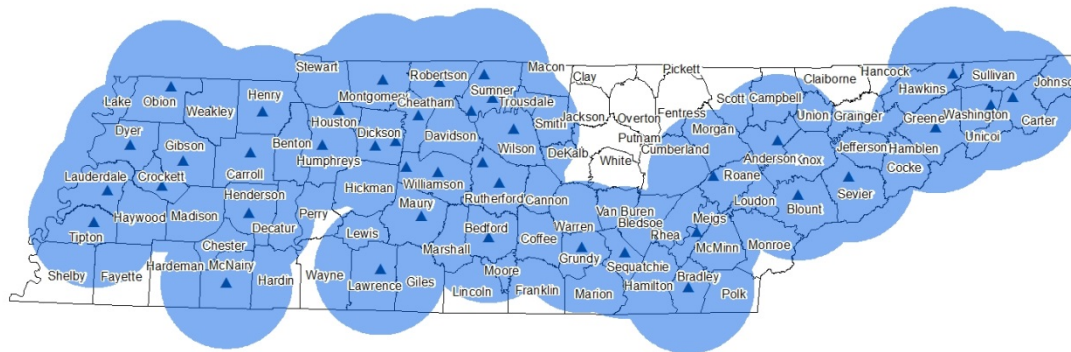 Stewart
Macon
Clay
Pickett
Claiborne
Hancock
Sullivan
Johnson
Lake
Obion
Weakley
Henry
Montgomery
Robertson
Sumner
Trousdale
Cheatham
Jackson
Overton
Fentress
Scott
Campbell
Union
Grainger
Hawkins
Washington
Greene
Carter
Unicoi
Dyer
Gibson
Benton
Houston
Dickson
Humphreys
Davidson
Wilson
Smith
DeKalb
Putnam
White
Cumberland
Morgan
Anderson
Knox
Jefferson
Hamblen
Cocke
Lauderdale
Crockett
Carroll
Henderson
Hickman
Williamson
Rutherford
Cannon
Roane
Loudon
Blount
Sevier
Tipton
Haywood
Madison
Decatur
Perry
Lewis
Maury
Marshall
Bedford
Coffee
Warren
Van Buren
Bledsoe
Rhea
Meigs
McMinn
Monroe
Shelby
Fayette
Hardeman
Chester
McNairy
Hardin
Wayne
Lawrence
Giles
Lincoln
Moore
Franklin
Grundy
Sequatchie
Marion
Hamilton
Bradley
Polk